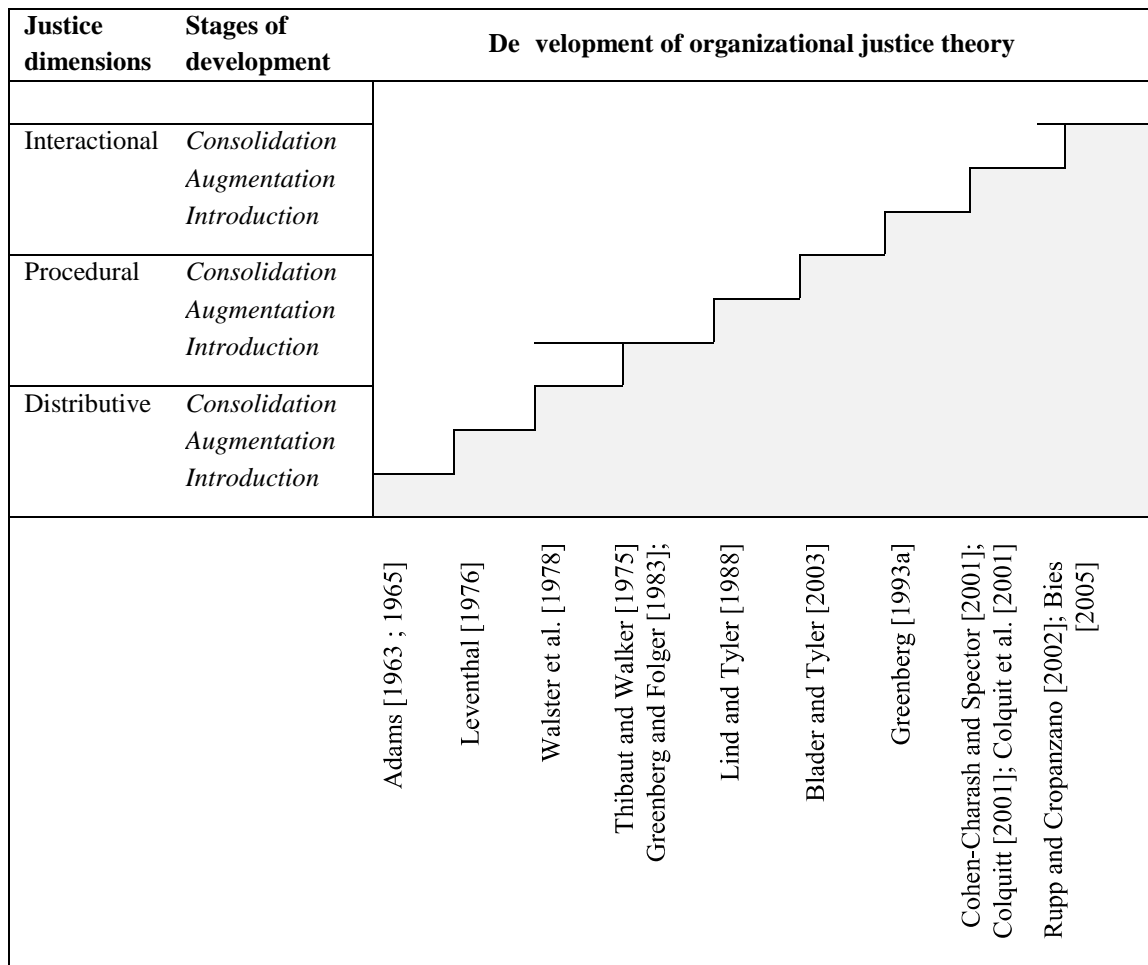 Justice dimensions
Stages of development
De velopment of organizational justice theory
Interactional Consolidation
Augmentation
Introduction
Procedural Consolidation
Augmentation
Introduction
Distributive Consolidation
Augmentation
Introduction
Adams [1963 ; 1965]
Leventhal [1976]
Walster et al. [1978]
Thibaut and Walker [1975]
Greenberg and Folger [1983];
Lind and Tyler [1988]
Blader and Tyler [2003]
Greenberg [1993a]
Cohen-Charash and Spector [2001];
Colquitt [2001]; Colquit et al. [2001]
Rupp and Cropanzano [2002]; Bies
[2005]